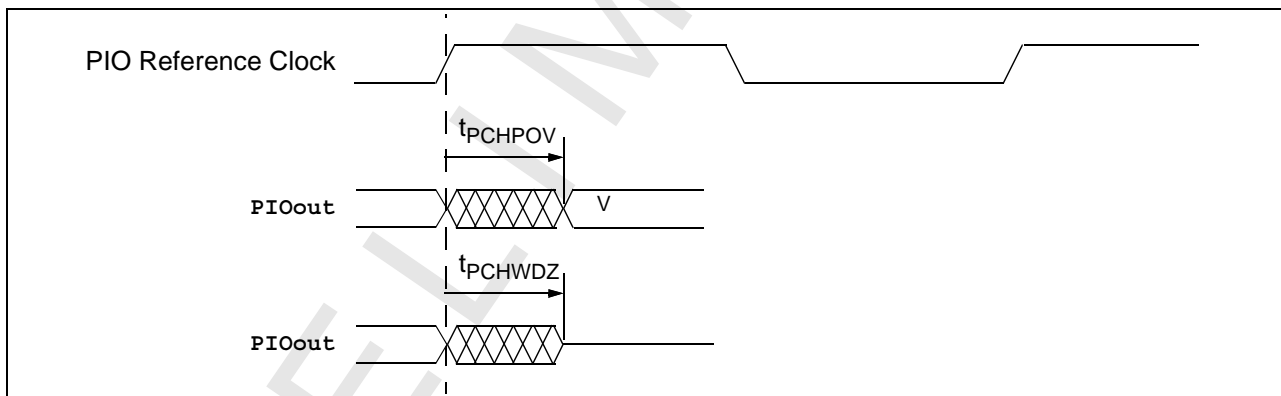 PIO Reference Clock
tPCHPOV
PIOout
V
tPCHWDZ
PIOout